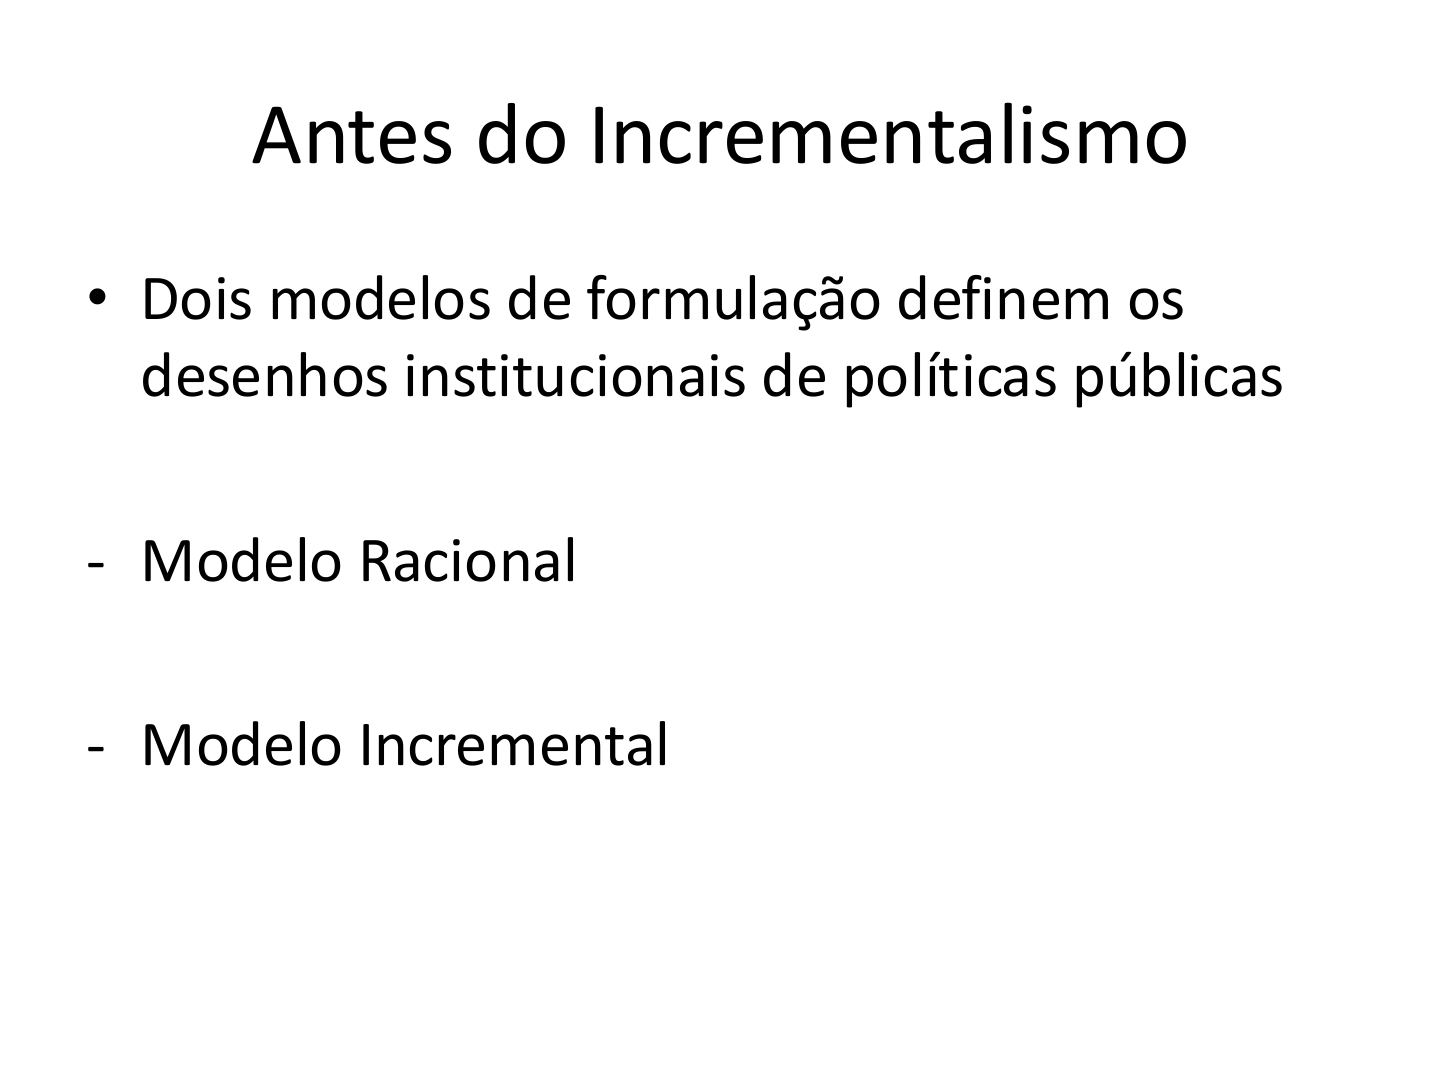 Antes do Incrementalismo
• Dois modelos de formulação definem os
desenhos institucionais de políticas públicas
- Modelo Racional
- Modelo Incremental